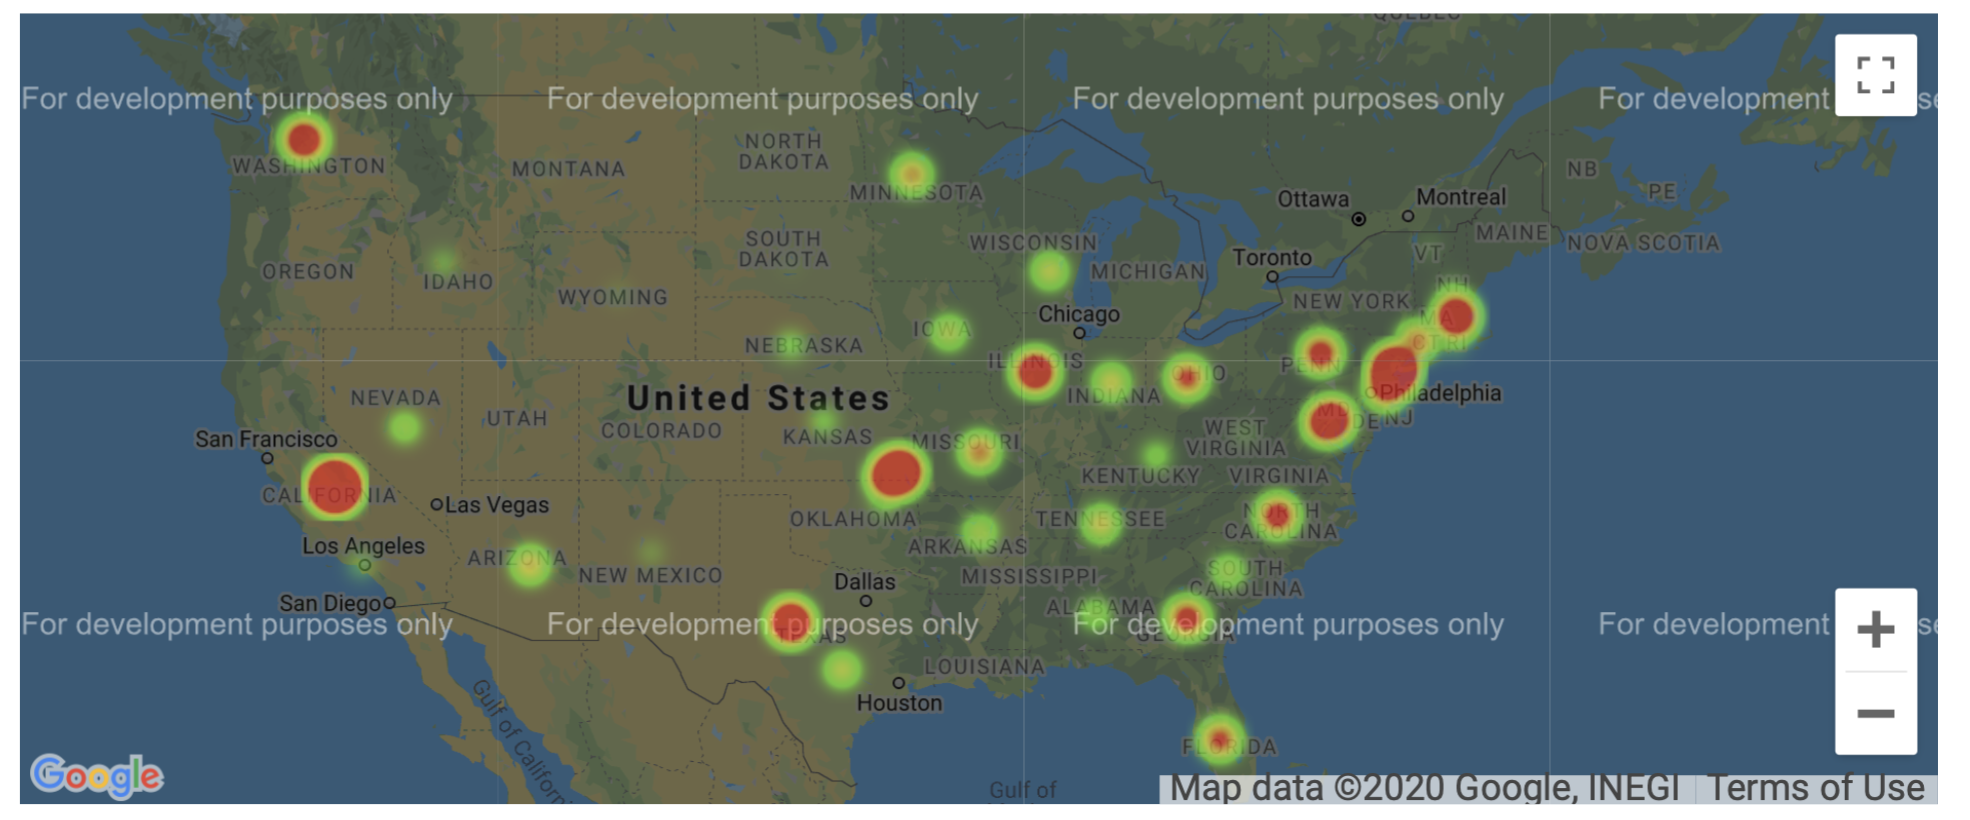 QUÉBEC
For development purposes only
For development purposes only
For development purposes only
For development
WASHINGTON
MONTANA
NORTH
DAKOTA
MINNESOTA
Ottawa
Montreal
NB
PE
MAINE
NOVA SCOTIA
VT
NH
OREGON
IDAHO
WYOMING
SOUTH
DAKOTA
WISCONSIN
MICHIGAN
Toronto
NEW YORK
MA
CT RI
Chicago
IOWA
NEBRASKA
ILLINOIS
INDIANA
OHIO
PENN
Philadelphia
MD
DE NJ
NEVADA
UTAH
United States
COLORADO
KANSAS
MISSOURI
WEST
VIRGINIA
KENTUCKY
VIRGINIA
San Francisco
CALIFORNIA
Las Vegas
OKLAHOMA
TENNESSEE
NORTH
CAROLINA
Los Angeles
ARIZONA
NEW MEXICO
ARKANSAS
MISSISSIPPI
SOUTH
CAROLINA
San Diego
Dallas
ALABAMA
For development purposes only
For development purposes only
For development purposes only
For development
TEXAS
GEORGIA
LOUISIANA
Houston
Gulf of California
FLORIDA
Gulf of
Google
Map data ©2020 Google, INEGI
Terms of Use